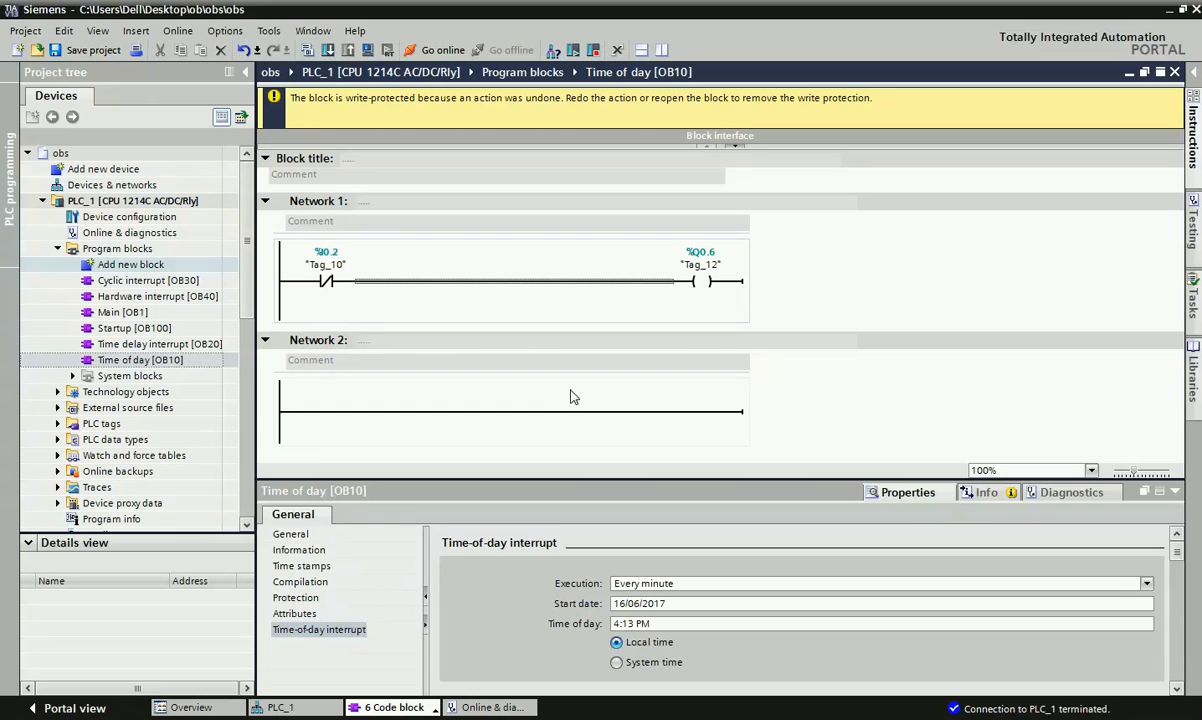 Siemens - C:\Users\Dell\Desktop\ob\obs\obs
Project Edit View Insert Online Options Tools Window Help
Totally Integrated Automation
PORTAL
Save project Go online Go offline
Project tree
obs PLC_1 [CPU 1214C AC/DC/Rly] Program blocks Time of day [OB10]
Devices
The block is write-protected because an action was undone. Redo the action or reopen the block to remove the write protection.
Block interface
PLC programming
obs
Add new device
Devices & networks
PLC_1 [CPU 1214C AC/DC/Rly]
Device configuration
Online & diagnostics
Program blocks
Add new block
Cyclic interrupt [OB30]
Hardware interrupt [OB40]
Main [OB1]
Startup [OB100]
Time delay interrupt [OB20]
Time of day [OB10]
System blocks
Technology objects
External source files
PLC tags
PLC data types
Watch and force tables
Online backups
Traces
Device proxy data
Program info
Block title: .....
Comment
Network 1: .....
Comment
%I0.2 %Q0.6
"Tag_10" "Tag_12"
Network 2: .....
Comment
100%
Instructions
Testing
Tasks
Libraries
Details view
Name Address
Time of day [OB10]
Properties Info Diagnostics
General
General
Information
Time stamps
Compilation
Protection
Attributes
Time-of-day interrupt
Time-of-day interrupt
Execution: Every minute
Start date: 16/06/2017
Time of day: 4:13 PM
Local time
System time
Portal view Overview PLC_1 6 Code block Online & dia... Connection to PLC_1 terminated.